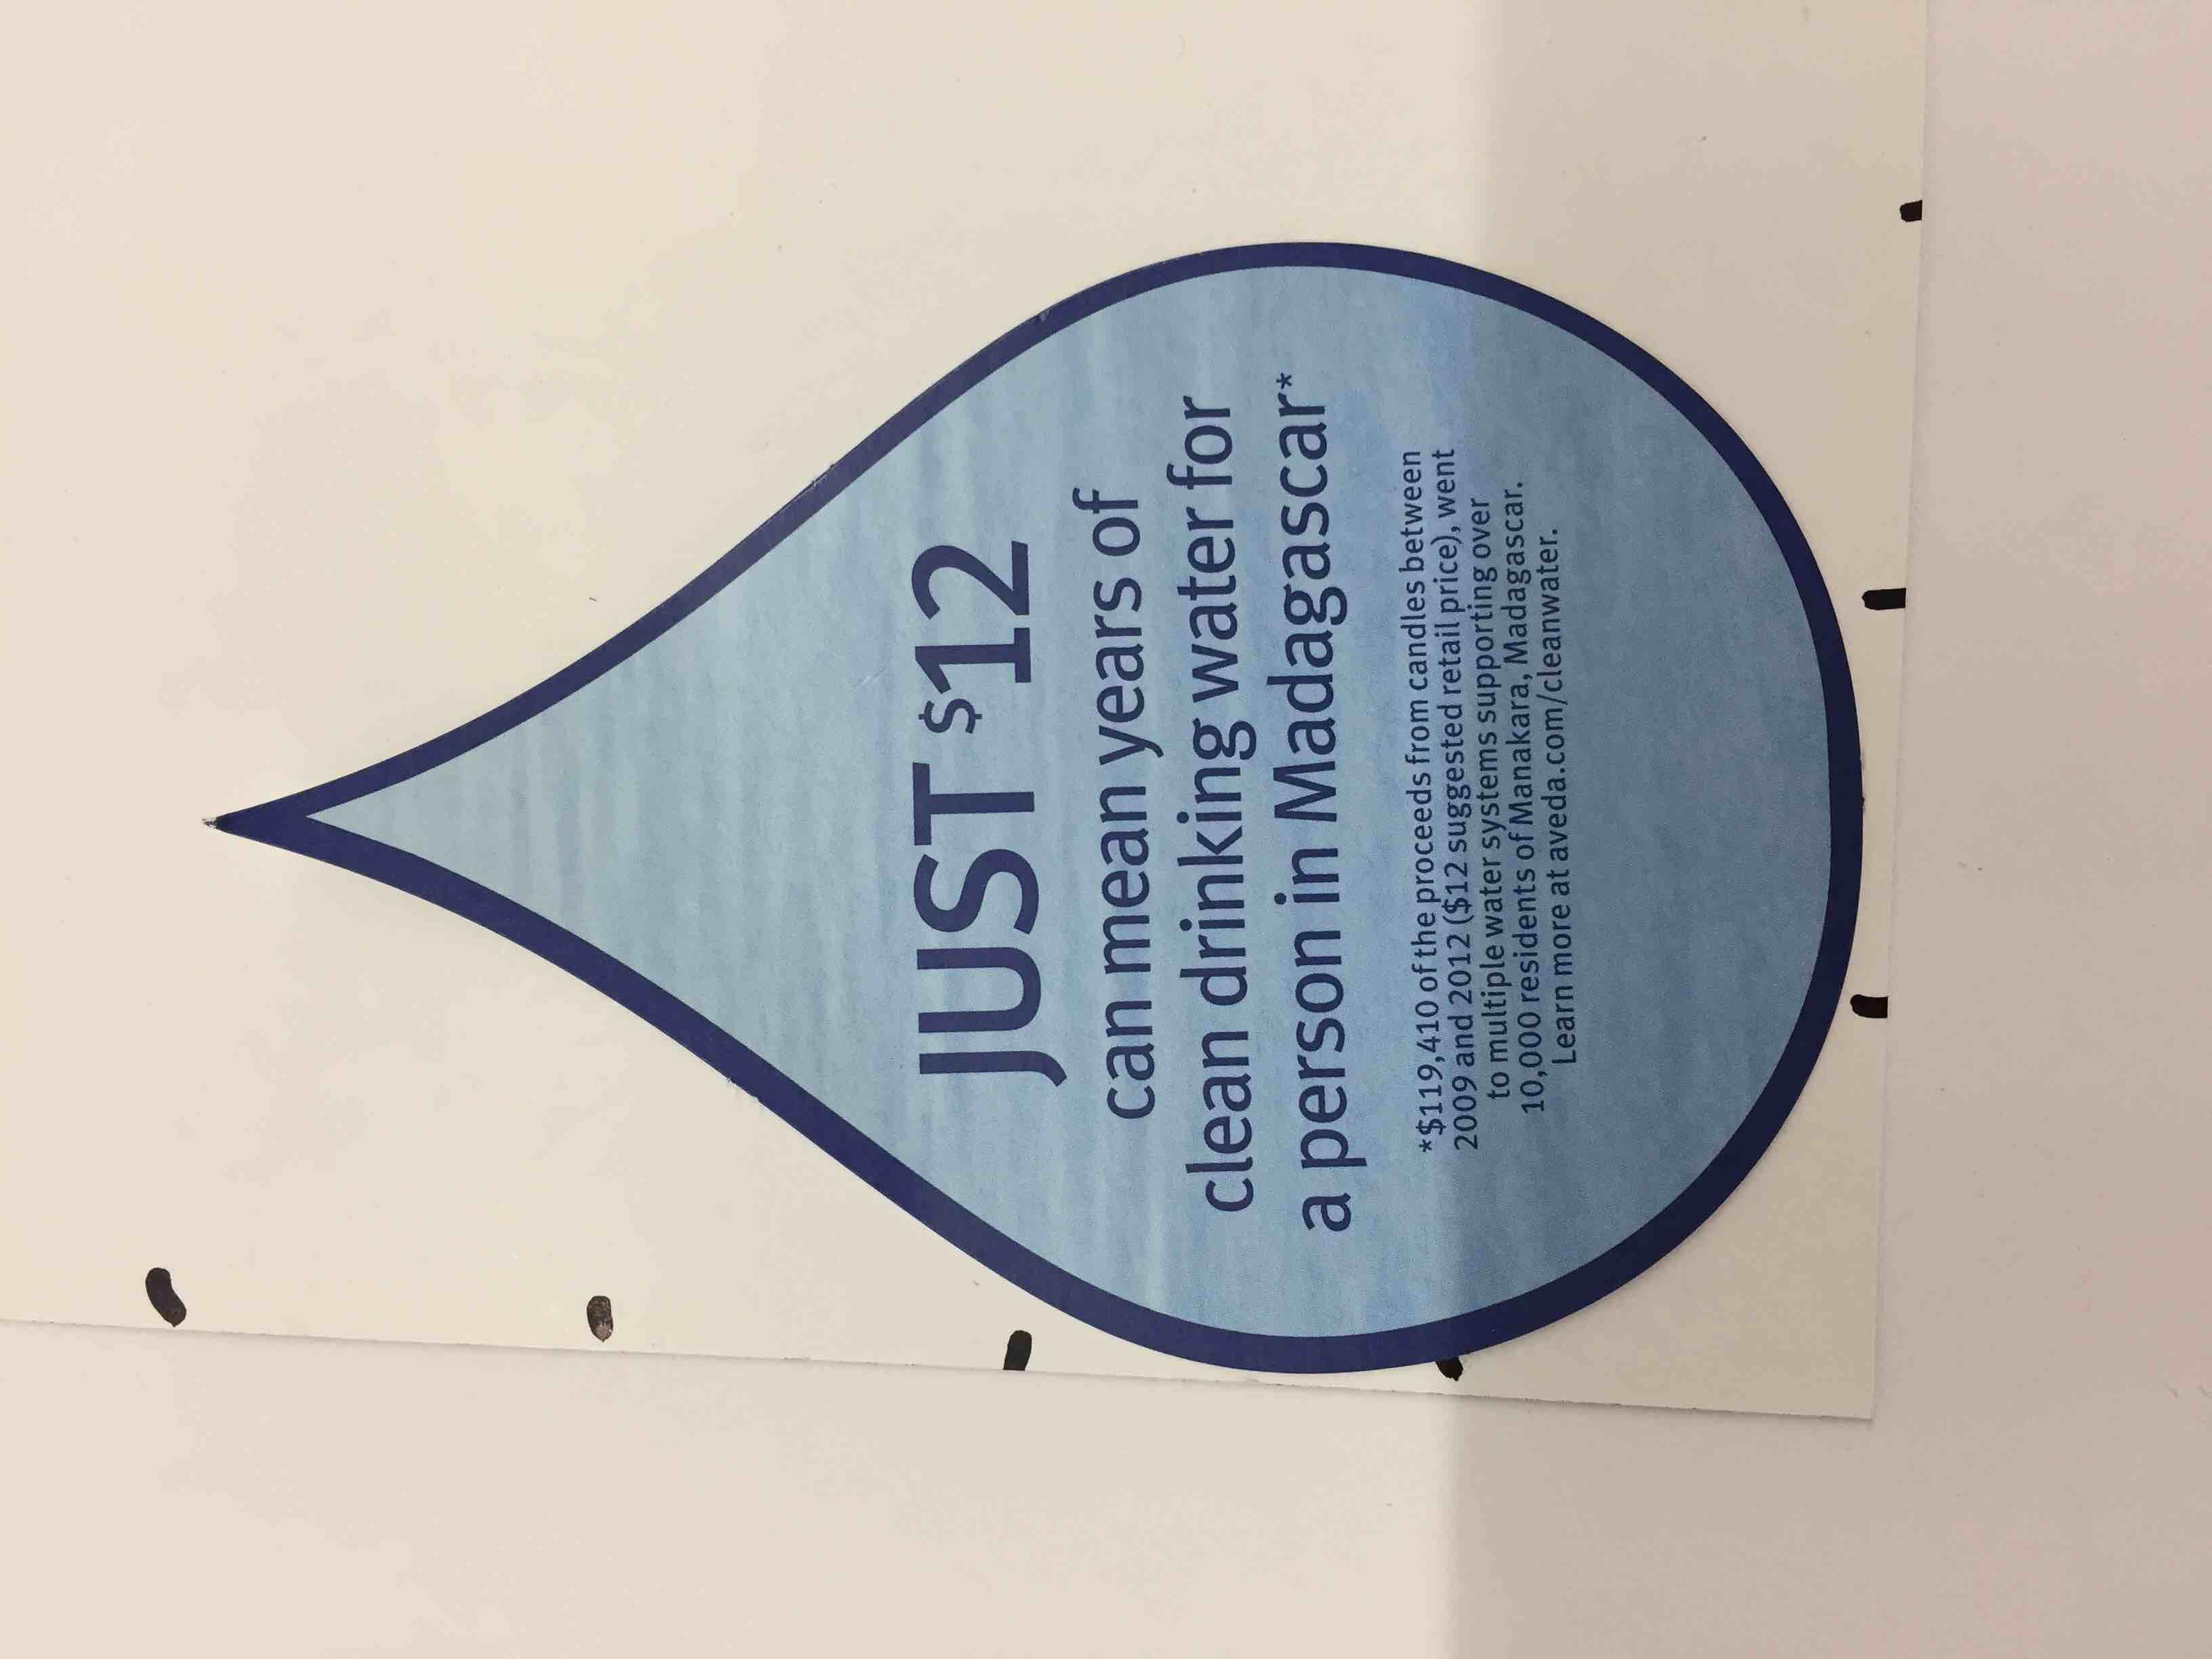 JUST $12
can mean years of
clean drinking water for
a person in Madagascar*
*$119,410 of the proceeds from candles between
2009 and 2012 ($12 suggested retail price), went
to multiple water systems supporting over
10,000 residents of Manakara, Madagascar.
Learn more at aveda.com/cleanwater.